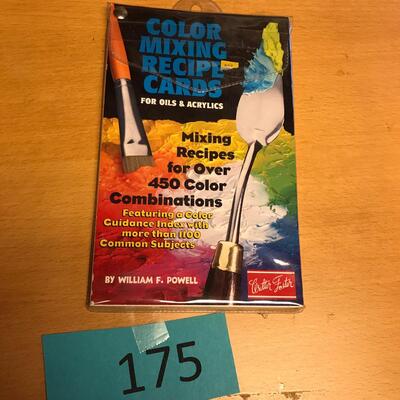 COLOR
MIXING
RECIPE
CARDS
FOR OILS & ACRYLICS
Mixing
Recipes
for Over
450 Color
Combinations
Featuring a Color
Guidance Index with
more than 1100
Common Subjects
BY WILLIAM F. POWELL
Walter Foster
175